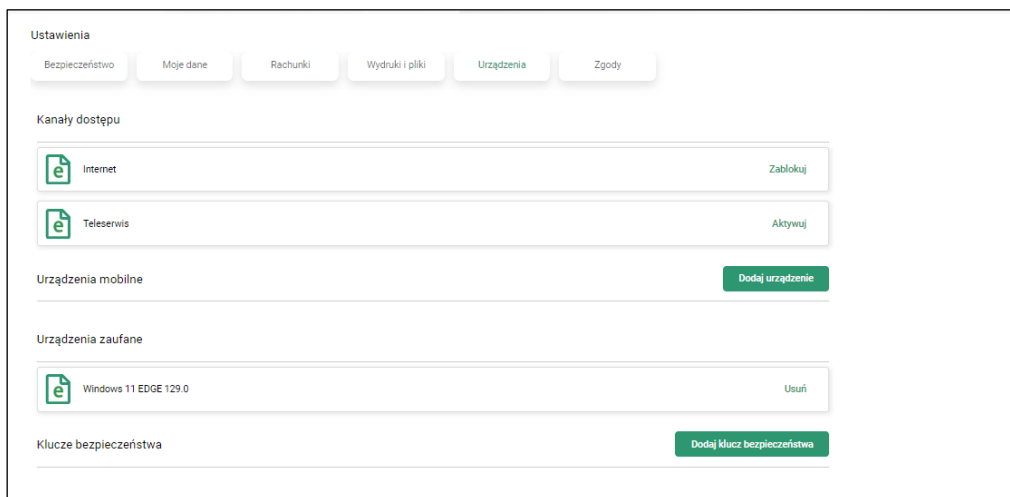 Ustawienia
Bezpieczeństwo Moje dane Rachunki Wydruki i pliki Urządzenia Zgody
Kanały dostępu
e Internet Zablokuj
e Teleserwis Aktywuj
Urządzenia mobilne Dodaj urządzenie
Urządzenia zaufane
e Windows 11 EDGE 129.0 Usuń
Klucze bezpieczeństwa Dodaj klucz bezpieczeństwa